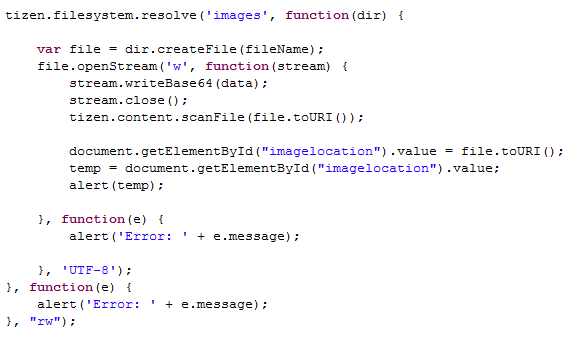 tizen.filesystem.resolve('images', function(dir) {
var file = dir.createFile(fileName);
file.openStream('w', function(stream) {
stream.writeBase64(data);
stream.close();
tizen.content.scanFile(file.toURI());
document.getElementById("imagelocation").value = file.toURI();
temp = document.getElementById("imagelocation").value;
alert(temp);
}, function(e) {
alert('Error: ' + e.message);
}, 'UTF-8');
}, function(e) {
alert('Error: ' + e.message);
}, "rw");